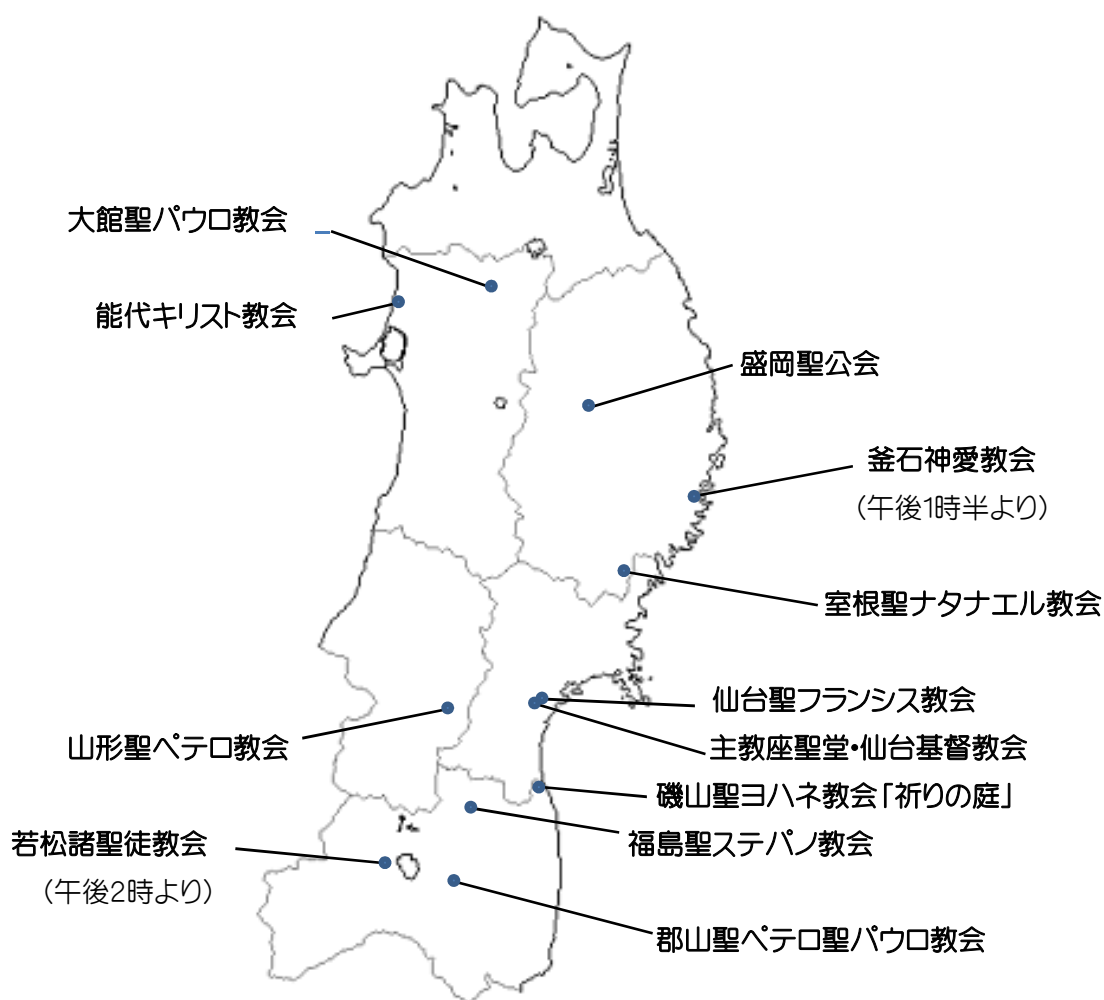 大館聖パウロ教会
能代キリスト教会
盛岡聖公会
釜石神愛教会
(午後1時半より)
室根聖ナタナエル教会
仙台聖フランシス教会
主教座聖堂・仙台基督教会
山形聖ペテロ教会
磯山聖ヨハネ教会「祈りの庭」
福島聖ステパノ教会
若松諸聖徒教会
(午後2時より)
郡山聖ペテロ聖パウロ教会